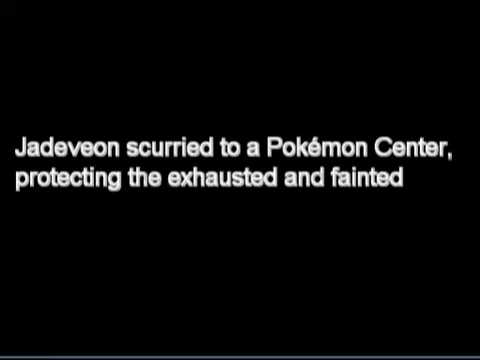 Jadeveon scurried to a Pokémon Center,
protecting the exhausted and fainted